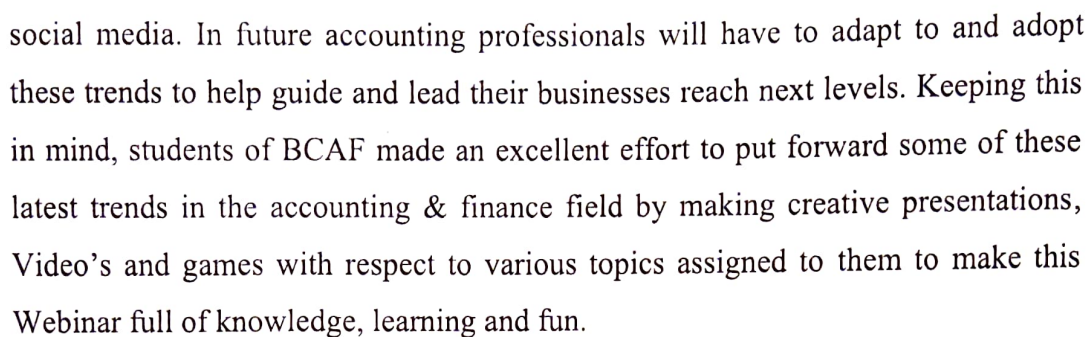 social media. In future accounting professionals will have to adapt to and adopt
these trends to help guide and lead their businesses reach next levels. Keeping this
in mind, students of BCAF made an excellent effort to put forward some of these
latest trends in the accounting & finance field by making creative presentations,
Video's and games with respect to various topics assigned to them to make this
Webinar full of knowledge, learning and fun.